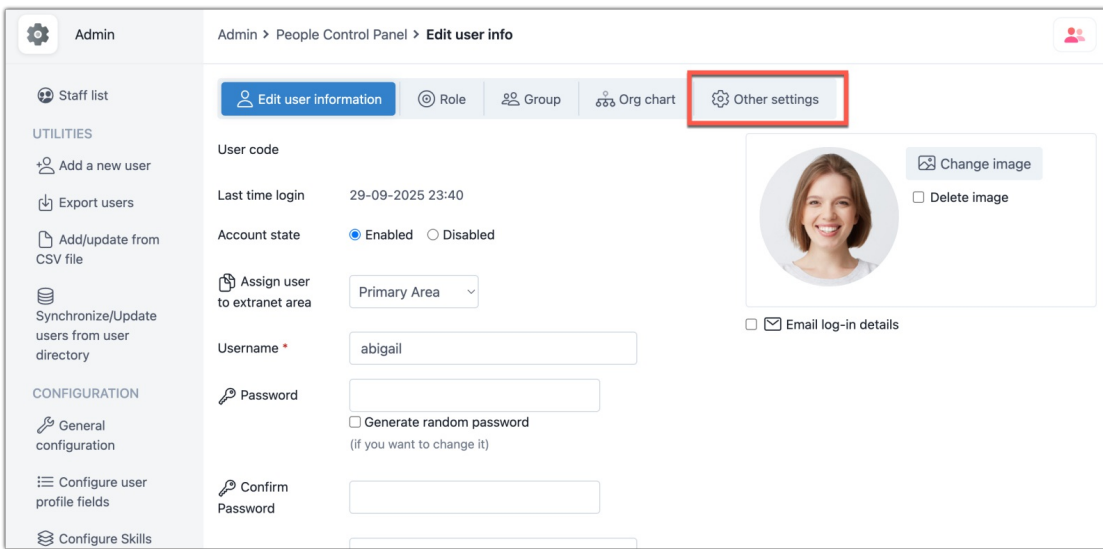 Admin
Admin > People Control Panel > Edit user info
Staff list
UTILITIES
Add a new user
Export users
Add/update from
CSV file
Synchronize/Update
users from user
directory
CONFIGURATION
General
configuration
Configure user
profile fields
Configure Skills
Edit user information
Role
Group
Org chart
Other settings
User code
Last time login 29-09-2025 23:40
Account state Enabled Disabled
Assign user
to extranet area
Primary Area
Username * abigail
Password
Generate random password
(if you want to change it)
Confirm
Password
Change image
Delete image
Email log-in details